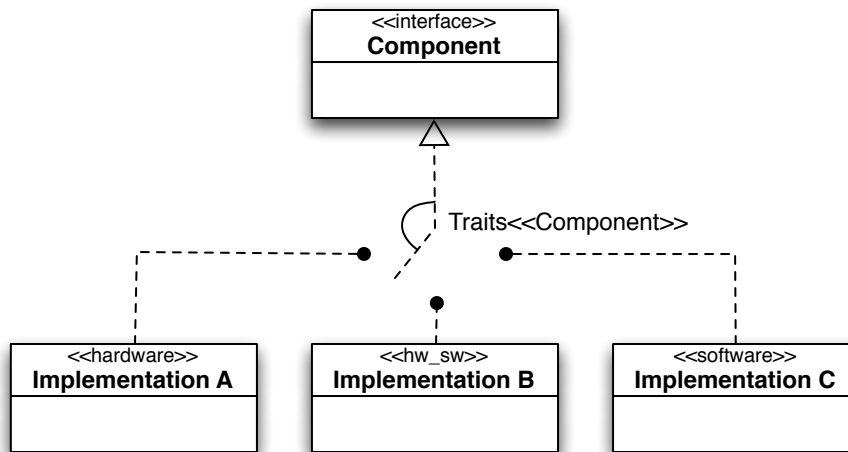 <<interface>>
Component
Traits<<Component>>
<<hardware>>
Implementation A
<<hw_sw>>
Implementation B
<<software>>
Implementation C